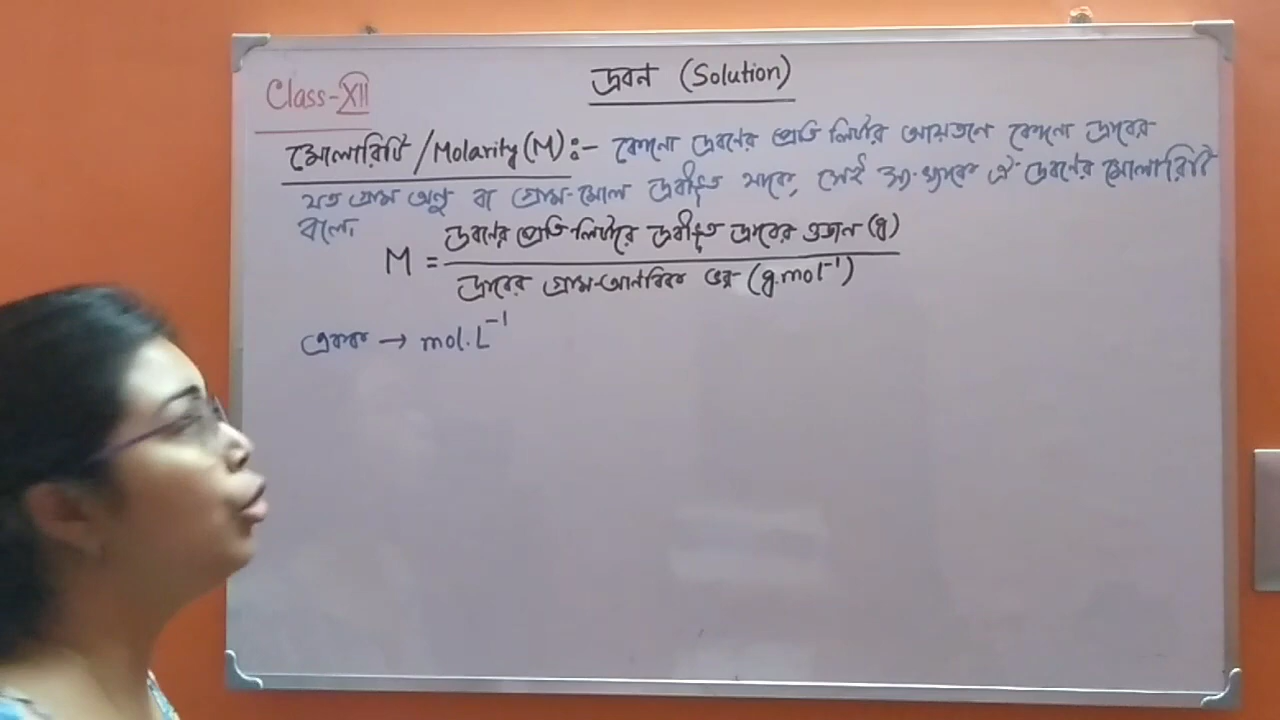 দ্রবণ (Solution)
Class-XII
মোলারিটি / Molarity (M) :- কোনো দ্রবণের প্রতি লিটার আয়তনে কোনো দ্রাবের
যত গ্রাম অণু বা গ্রাম-মোল দ্রবীভূত থাকে, সেই সংখ্যাকে ঐ দ্রবণের মোলারিটি
বলে।
M = দ্রবণের প্রতি লিটারে দ্রবীভূত দ্রাবের ওজন (g)
দ্রাবের গ্রাম-আণবিক ভর (g.mol⁻¹)
একক → mol.L⁻¹